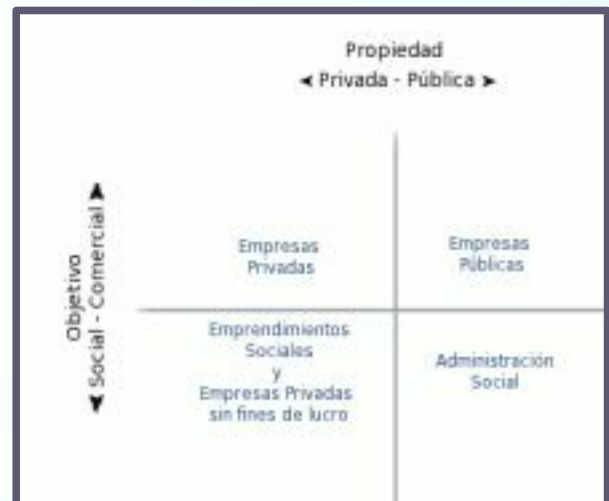 Propiedad
◄ Privada - Pública ►
Objetivo
◄ Social - Comercial ►
Empresas
Privadas
Empresas
Públicas
Emprendimientos
Sociales
y
Empresas Privadas
sin fines de lucro
Administración
Social